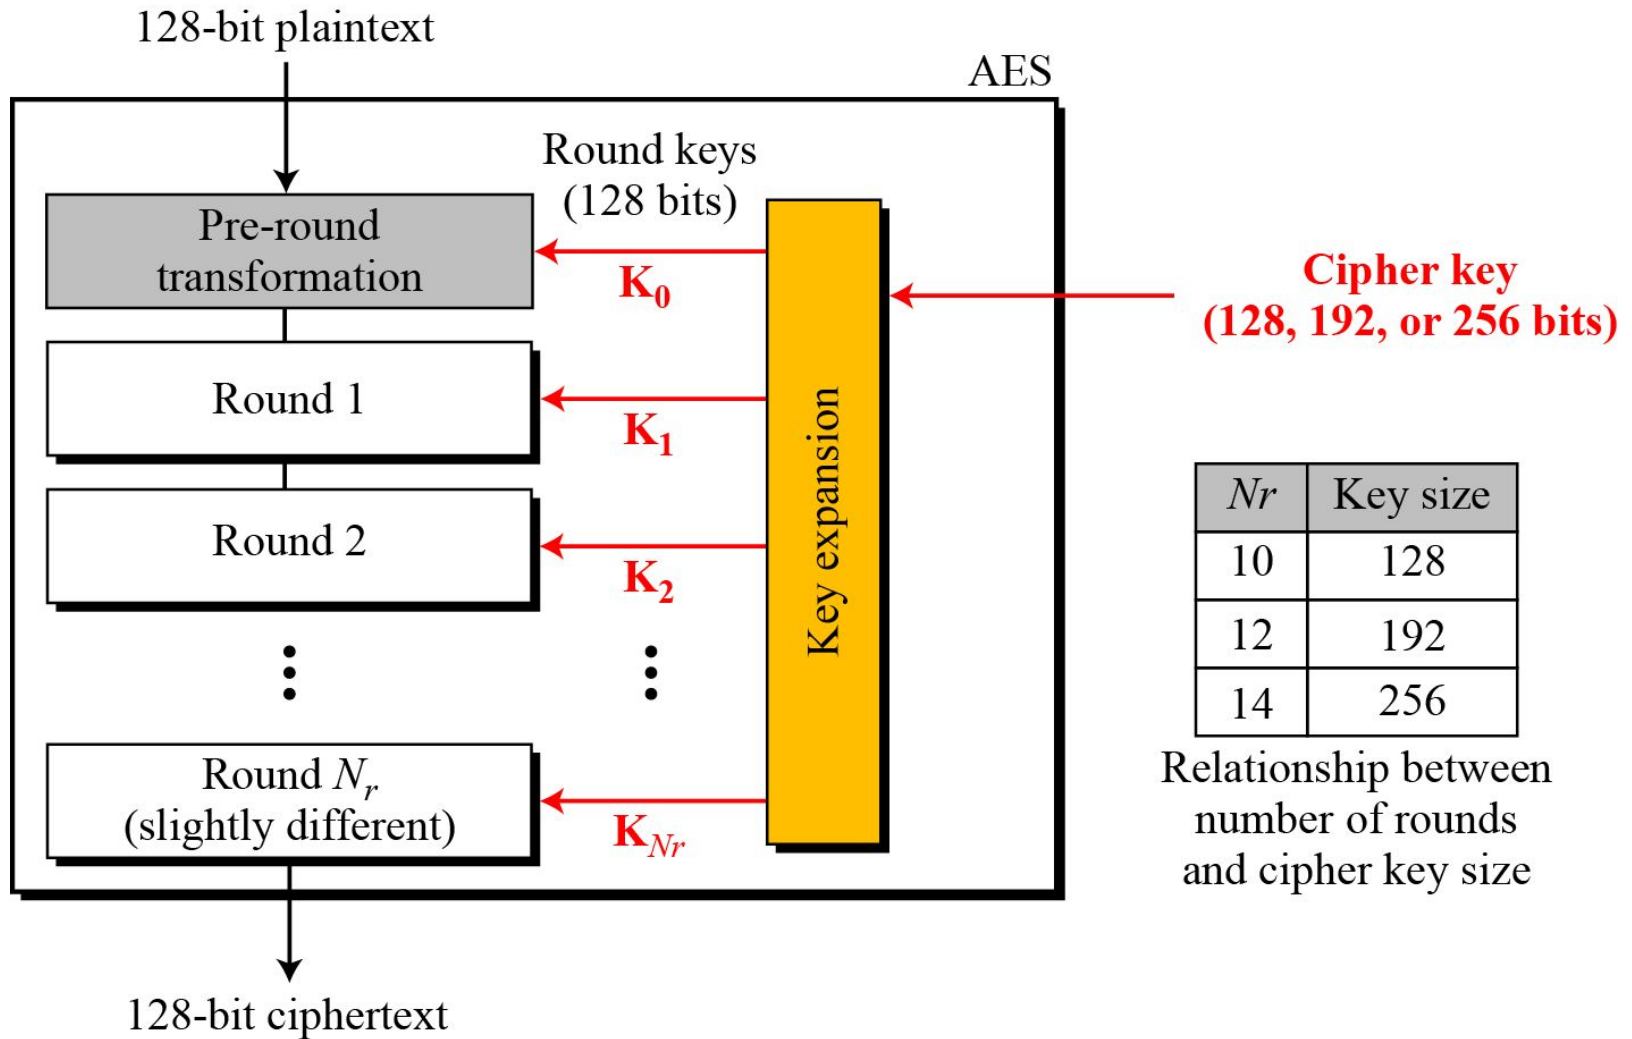 128-bit plaintext
AES
Round keys
(128 bits)
Pre-round
transformation
K0
Cipher key
(128, 192, or 256 bits)
Round 1
K1
Key expansion
Round 2
K2
Nr Key size
10 128
12 192
14 256
Relationship between
number of rounds
and cipher key size
Round Nr
(slightly different)
KNr
128-bit ciphertext